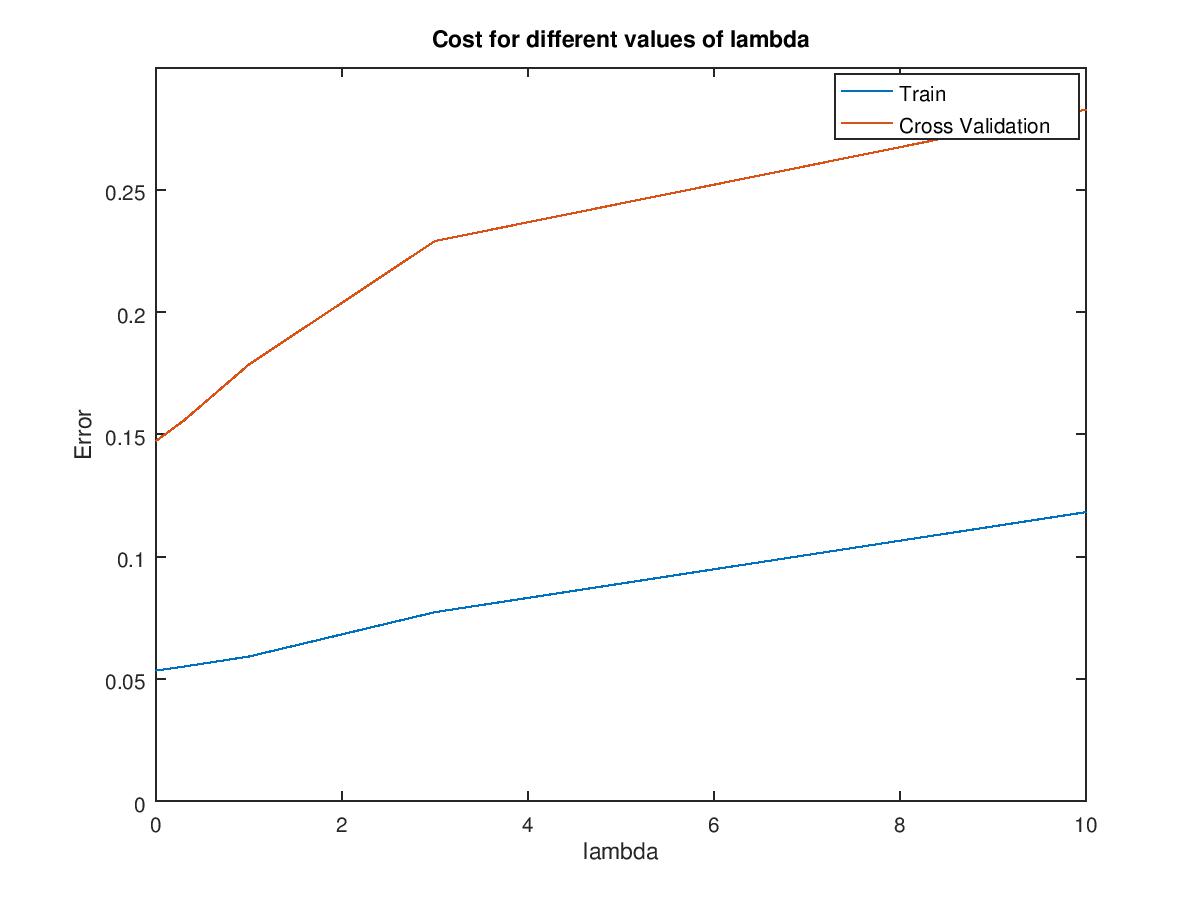 Cost for different values of lambda
Train
Cross Validation
0.25
0.2
0.15
0.1
0.05
0
Error
0 2 4 6 8 10
lambda